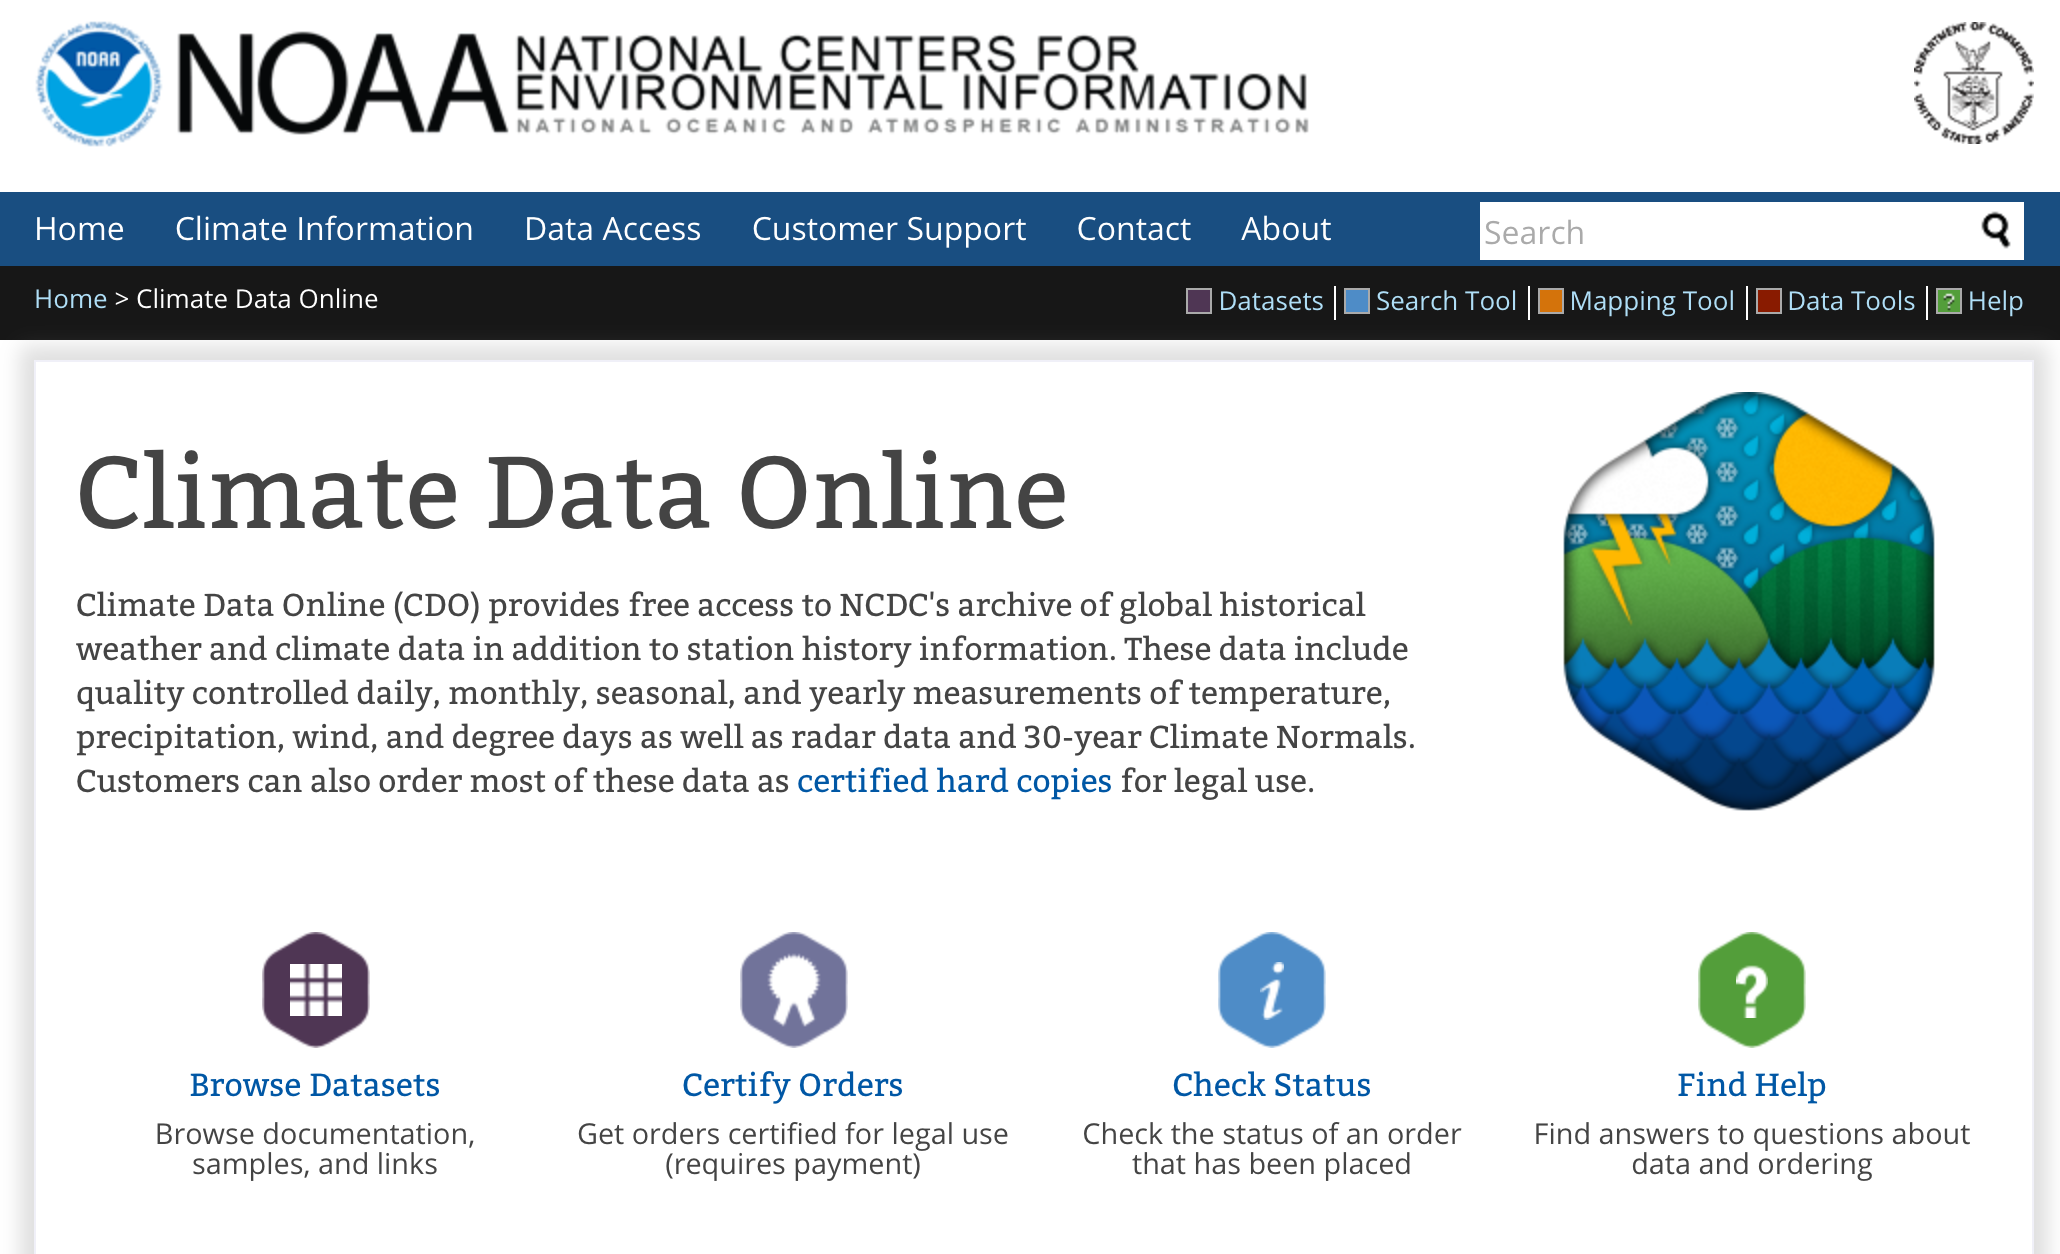 NOAA
NATIONAL OCEANIC AND ATMOSPHERIC ADMINISTRATION
U.S. DEPARTMENT OF COMMERCE
NOAA
NATIONAL CENTERS FOR
ENVIRONMENTAL INFORMATION
NATIONAL OCEANIC AND ATMOSPHERIC ADMINISTRATION
DEPARTMENT OF COMMERCE
UNITED STATES OF AMERICA
Home Climate Information Data Access Customer Support Contact About Search
Home > Climate Data Online Datasets Search Tool Mapping Tool Data Tools ? Help
Climate Data Online
Climate Data Online (CDO) provides free access to NCDC's archive of global historical
weather and climate data in addition to station history information. These data include
quality controlled daily, monthly, seasonal, and yearly measurements of temperature,
precipitation, wind, and degree days as well as radar data and 30-year Climate Normals.
Customers can also order most of these data as certified hard copies for legal use.
i ?
Browse Datasets Certify Orders Check Status Find Help
Browse documentation, Get orders certified for legal use Check the status of an order Find answers to questions about
samples, and links (requires payment) that has been placed data and ordering